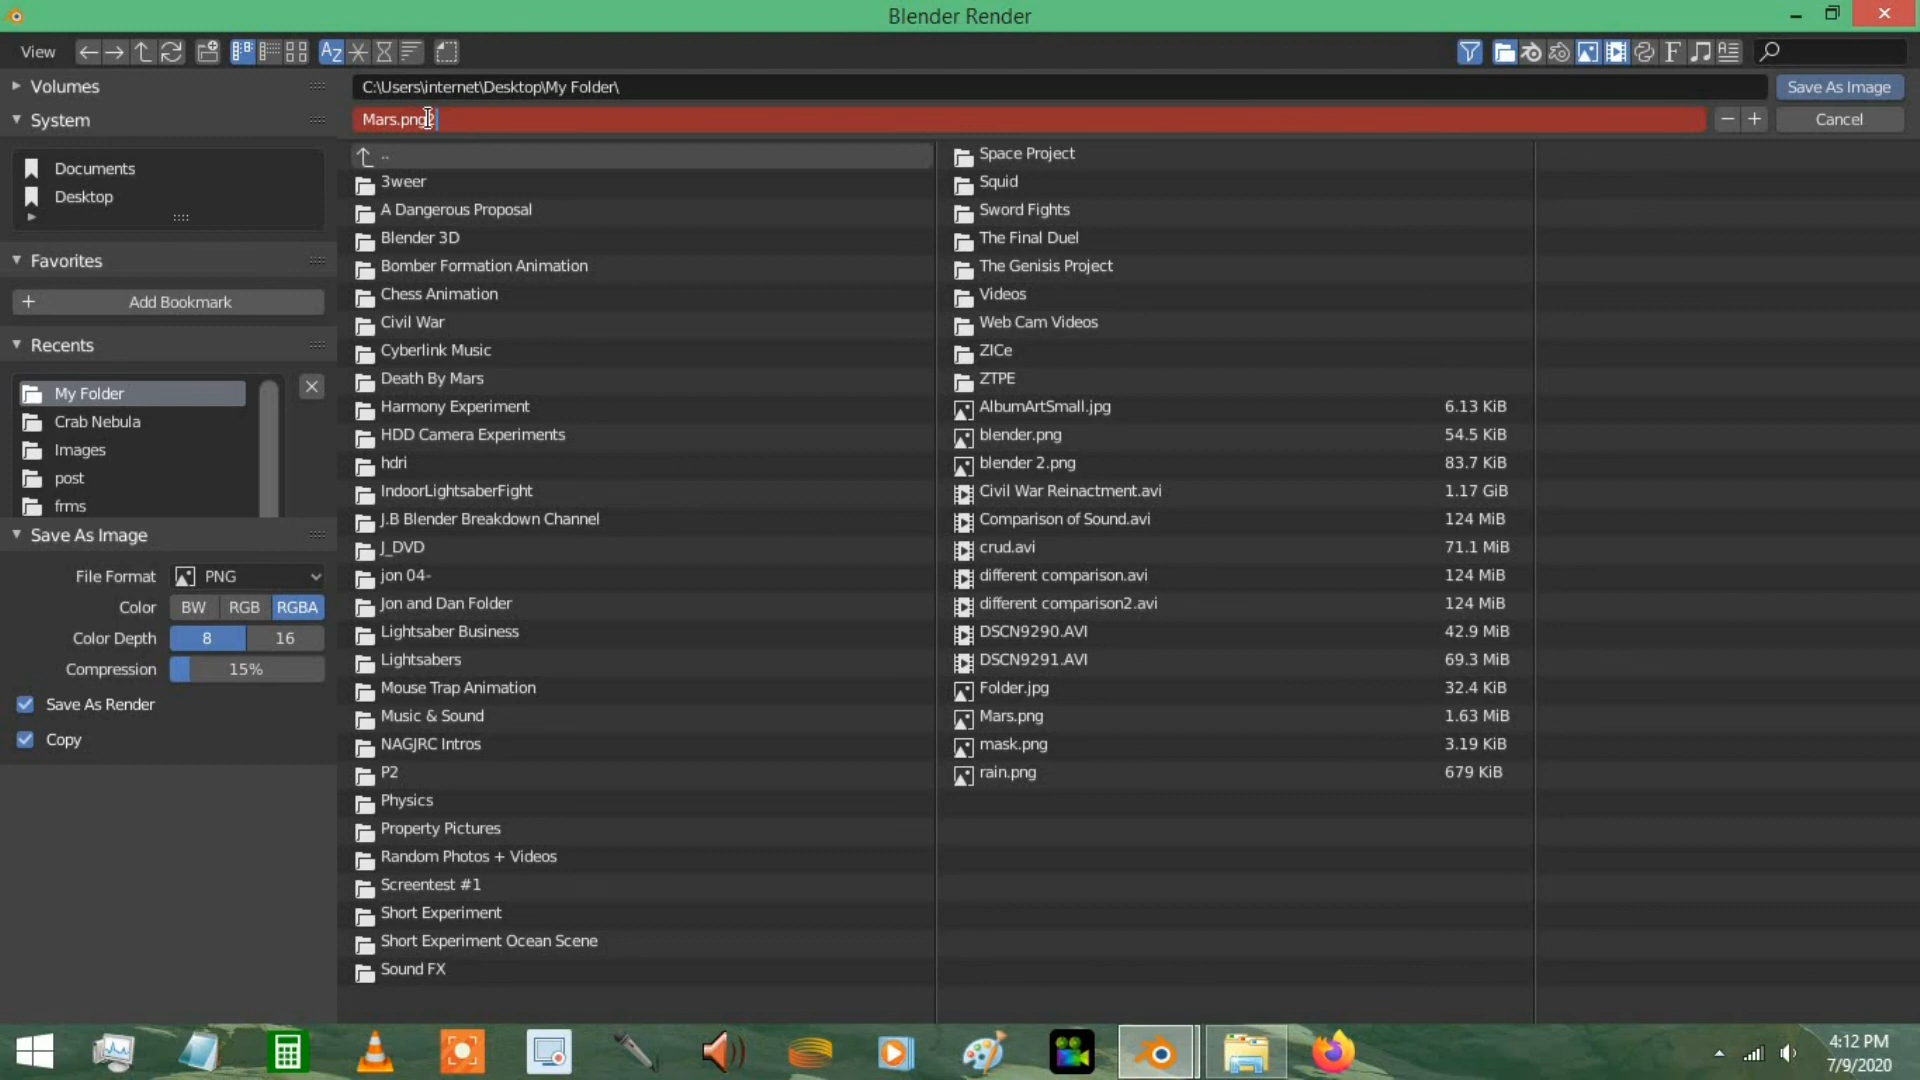 Blender Render
View
Volumes
System
Documents
Desktop
Favorites
Add Bookmark
Recents
My Folder
Crab Nebula
Images
post
frms
Save As Image
File Format PNG
Color BW RGB RGBA
Color Depth 8 16
Compression 15%
Save As Render
Copy
C:\Users\internet\Desktop\My Folder\
Save As Image
Mars.png
Cancel
..
3weer
A Dangerous Proposal
Blender 3D
Bomber Formation Animation
Chess Animation
Civil War
Cyberlink Music
Death By Mars
Harmony Experiment
HDD Camera Experiments
hdri
IndoorLightsaberFight
J.B Blender Breakdown Channel
J_DVD
jon 04-
Jon and Dan Folder
Lightsaber Business
Lightsabers
Mouse Trap Animation
Music & Sound
NAGJRC Intros
P2
Physics
Property Pictures
Random Photos + Videos
Screentest #1
Short Experiment
Short Experiment Ocean Scene
Sound FX
Space Project
Squid
Sword Fights
The Final Duel
The Genisis Project
Videos
Web Cam Videos
ZICe
ZTPE
AlbumArtSmall.jpg 6.13 KiB
blender.png 54.5 KiB
blender 2.png 83.7 KiB
Civil War Reinactment.avi 1.17 GiB
Comparison of Sound.avi 124 MiB
crud.avi 71.1 MiB
different comparison.avi 124 MiB
different comparison2.avi 124 MiB
DSCN9290.AVI 42.9 MiB
DSCN9291.AVI 69.3 MiB
Folder.jpg 32.4 KiB
Mars.png 1.63 MiB
mask.png 3.19 KiB
rain.png 679 KiB
4:12 PM
7/9/2020